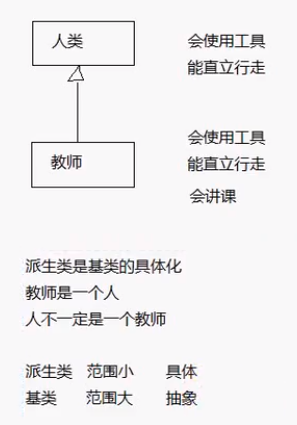 人类 会使用工具
能直立行走
会使用工具
教师 能直立行走
会讲课
派生类是基类的具体化
教师是一个人
人不一定是一个教师
派生类 范围小 具体
基类 范围大 抽象